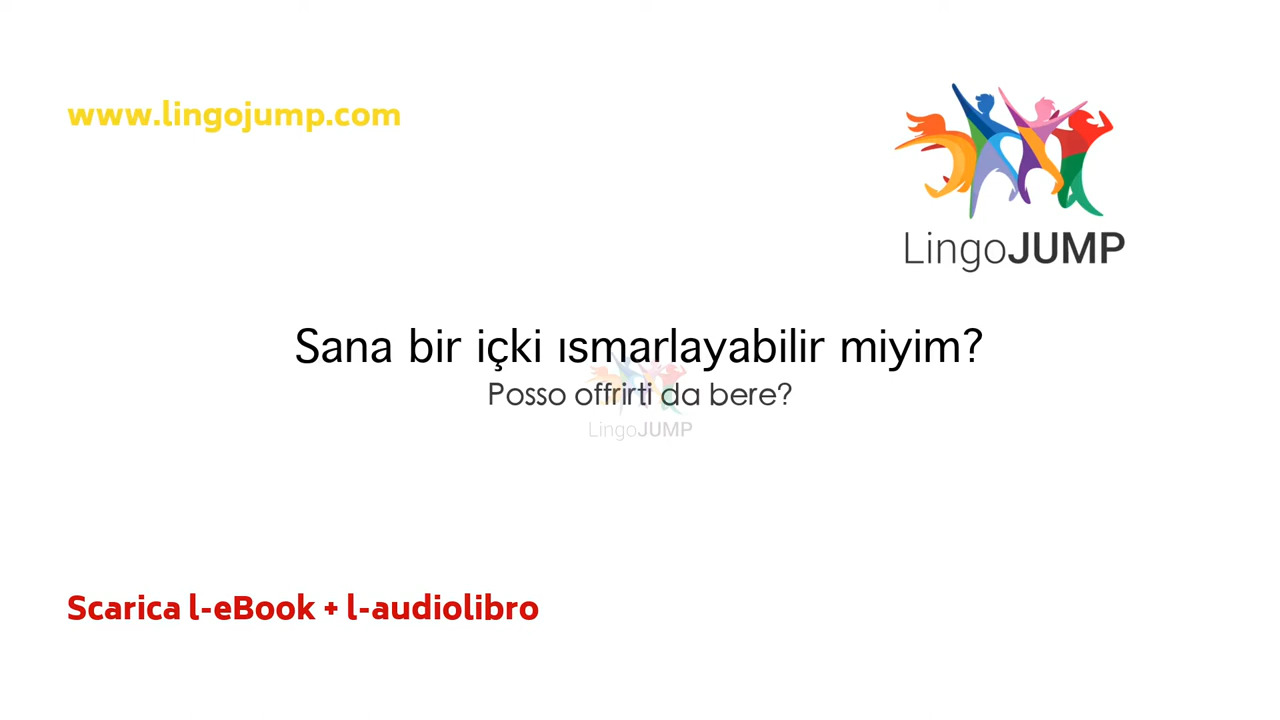 www.lingojump.com
LingoJUMP
Sana bir içki ısmarlayabilir miyim?
Posso offrirti da bere?
LingoJUMP
Scarica l-eBook + l-audiolibro